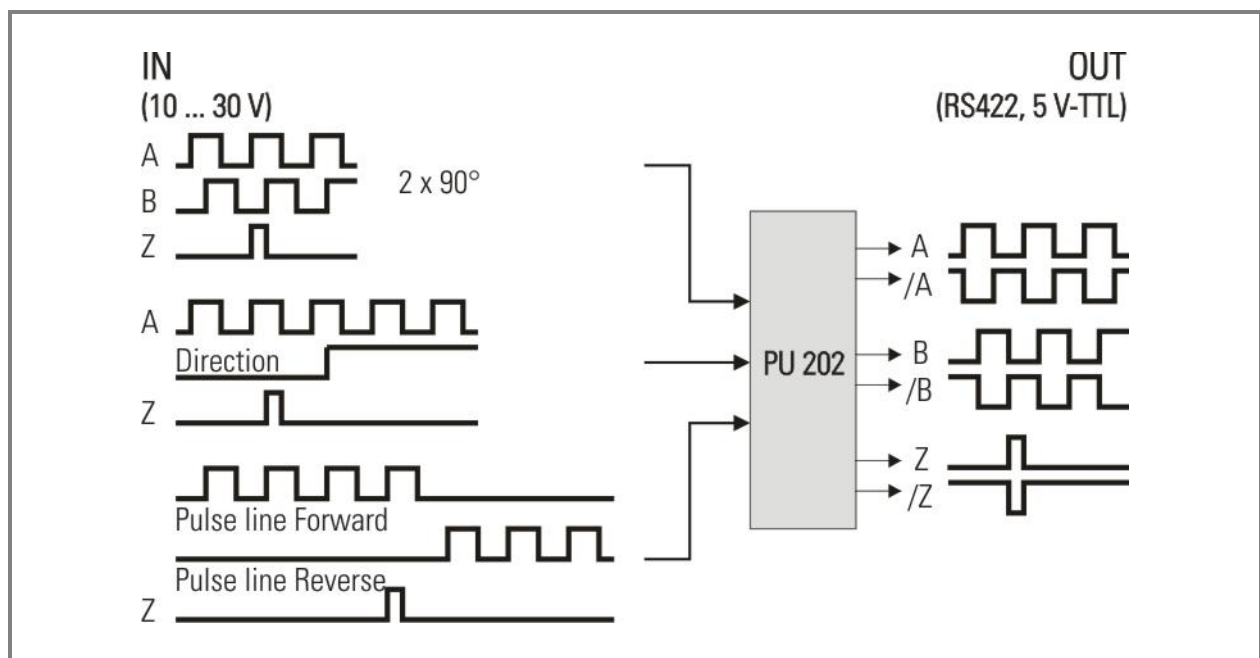 IN
(10 ... 30 V)
A
B
2 x 90°
Z
A
Direction
Z
Pulse line Forward
Pulse line Reverse
Z
PU 202
OUT
(RS422, 5 V-TTL)
A
/A
B
/B
Z
/Z